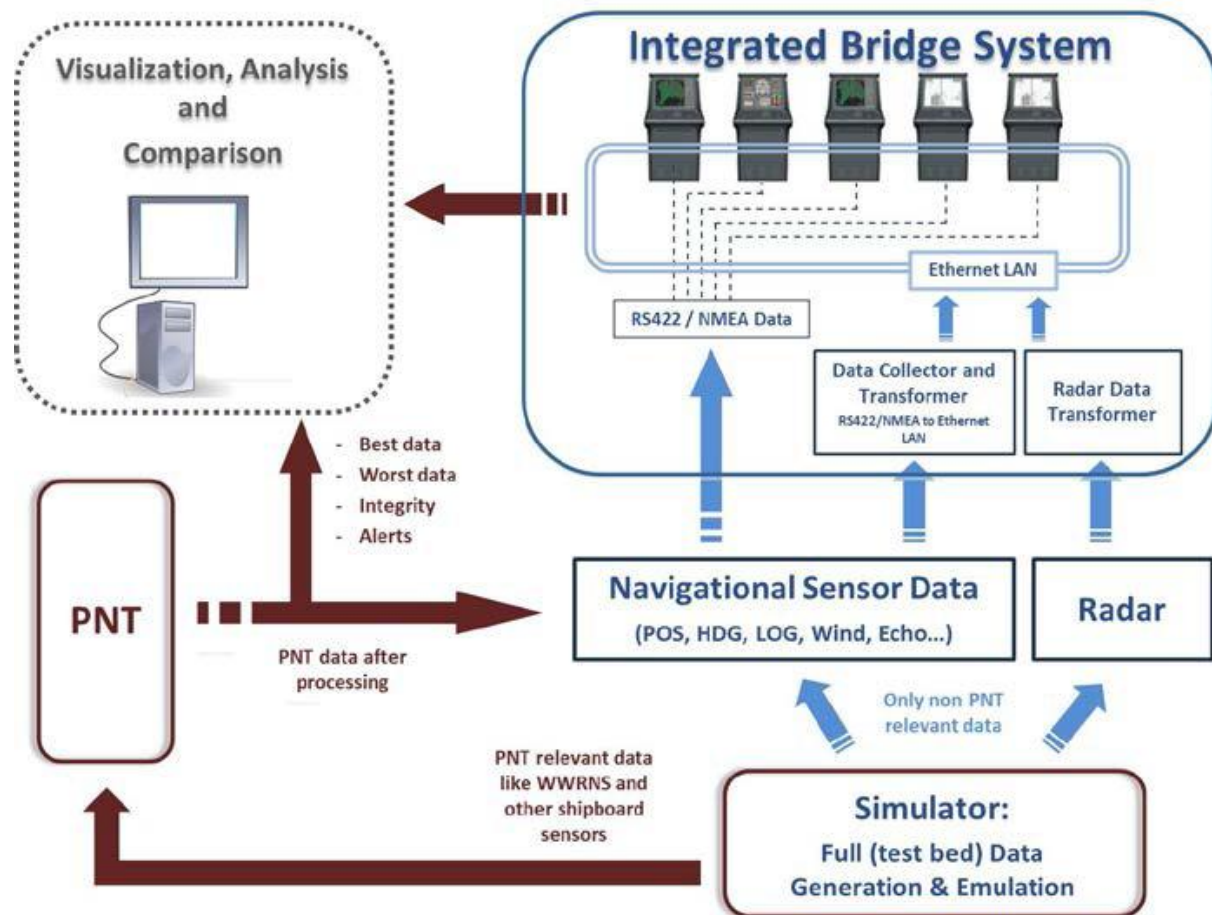 Visualization, Analysis
and
Comparison
Integrated Bridge System
Ethernet LAN
RS422 / NMEA Data
Data Collector and
Transformer
RS422/NMEA to Ethernet
LAN
Radar Data
Transformer
- Best data
- Worst data
- Integrity
- Alerts
PNT
PNT data after
processing
Navigational Sensor Data
(POS, HDG, LOG, Wind, Echo...)
Radar
Only non PNT
relevant data
PNT relevant data
like WWRNS and
other shipboard
sensors
Simulator:
Full (test bed) Data
Generation & Emulation